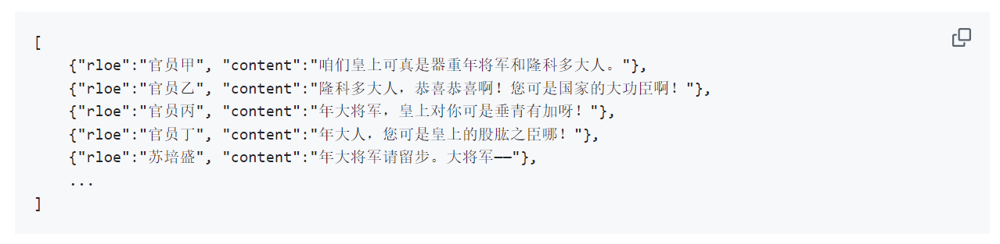 [
{"rloe":"官员甲", "content":"咱们皇上可真是器重年将军和隆科多大人。"},
{"rloe":"官员乙", "content":"隆科多大人，恭喜恭喜啊！您可是国家的大功臣啊！"},
{"rloe":"官员丙", "content":"年大将军，皇上对你可是垂青有加呀！"},
{"rloe":"官员丁", "content":"年大人，您可是皇上的股肱之臣哪！"},
{"rloe":"苏培盛", "content":"年大将军请留步。大将军——"},
...
]